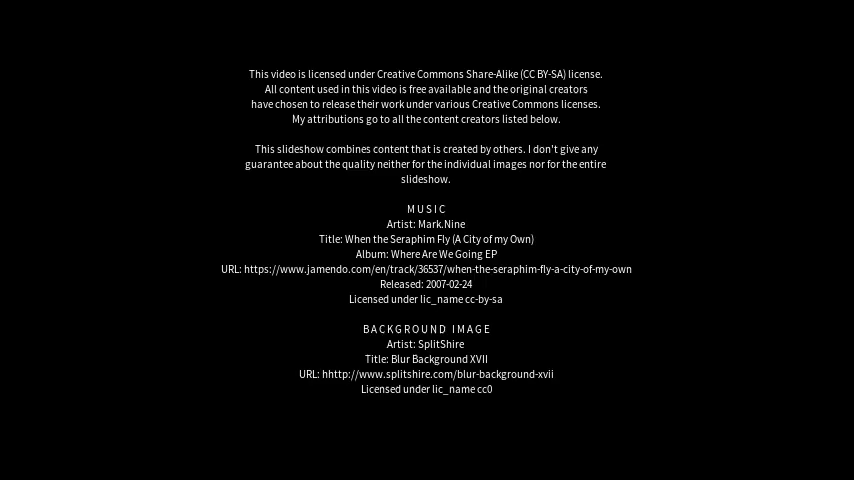 This video is licensed under Creative Commons Share-Alike (CC BY-SA) license.
All content used in this video is free available and the original creators
have chosen to release their work under various Creative Commons licenses.
My attributions go to all the content creators listed below.
This slideshow combines content that is created by others. I don't give any
guarantee about the quality neither for the individual images nor for the entire
slideshow.
M U S I C
Artist: Mark.Nine
Title: When the Seraphim Fly (A City of my Own)
Album: Where Are We Going EP
URL: https://www.jamendo.com/en/track/36537/when-the-seraphim-fly-a-city-of-my-own
Released: 2007-02-24
Licensed under lic_name cc-by-sa
B A C K G R O U N D   I M A G E
Artist: SplitShire
Title: Blur Background XVII
URL: hhttp://www.splitshire.com/blur-background-xvii
Licensed under lic_name cc0